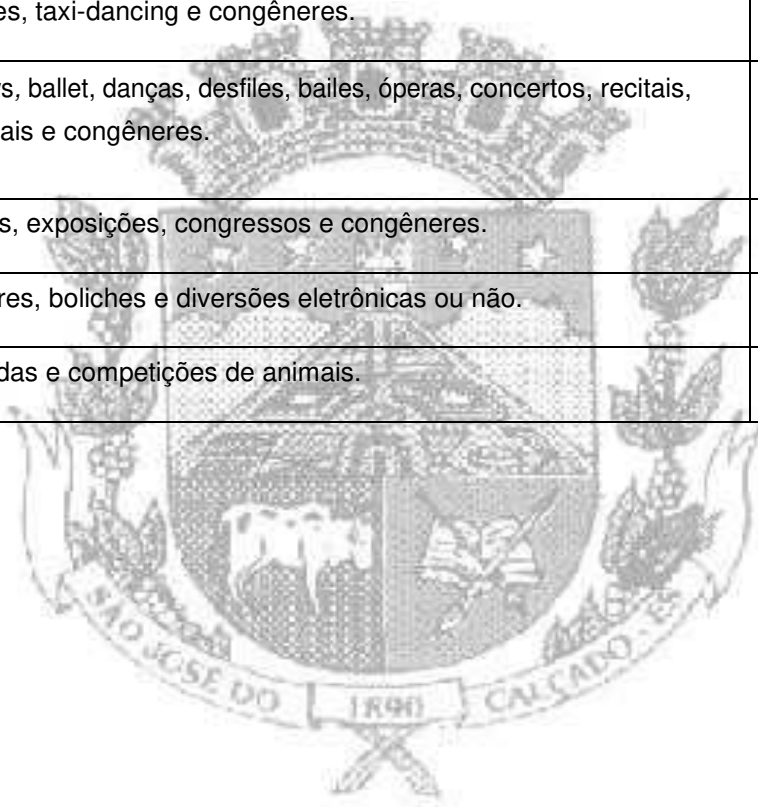 es, taxi-dancing e congêneres.
s, ballet, danças, desfiles, bailes, óperas, concertos, recitais,
ais e congêneres.
s, exposições, congressos e congêneres.
res, boliches e diversões eletrônicas ou não.
das e competições de animais.
SÃO JOSÉ DO 1890 CALÇADO - ES